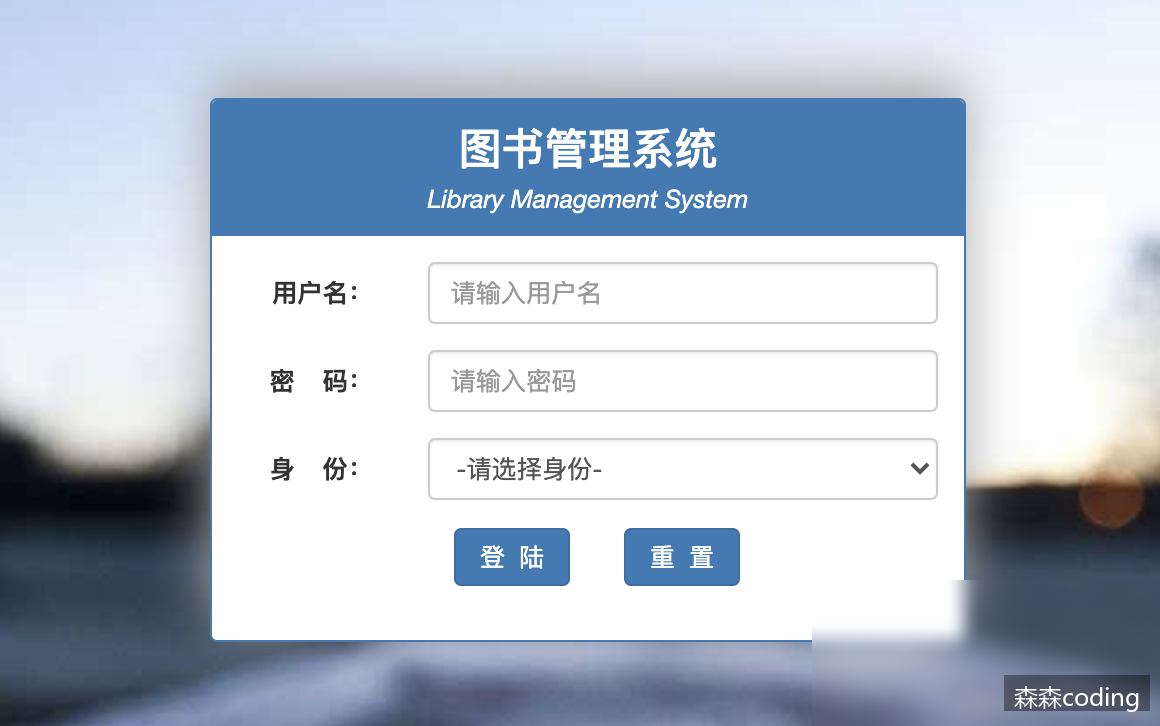 图书管理系统
Library Management System
用户名：
请输入用户名
密 码：
请输入密码
身 份：
-请选择身份-
登 陆
重 置
森森coding